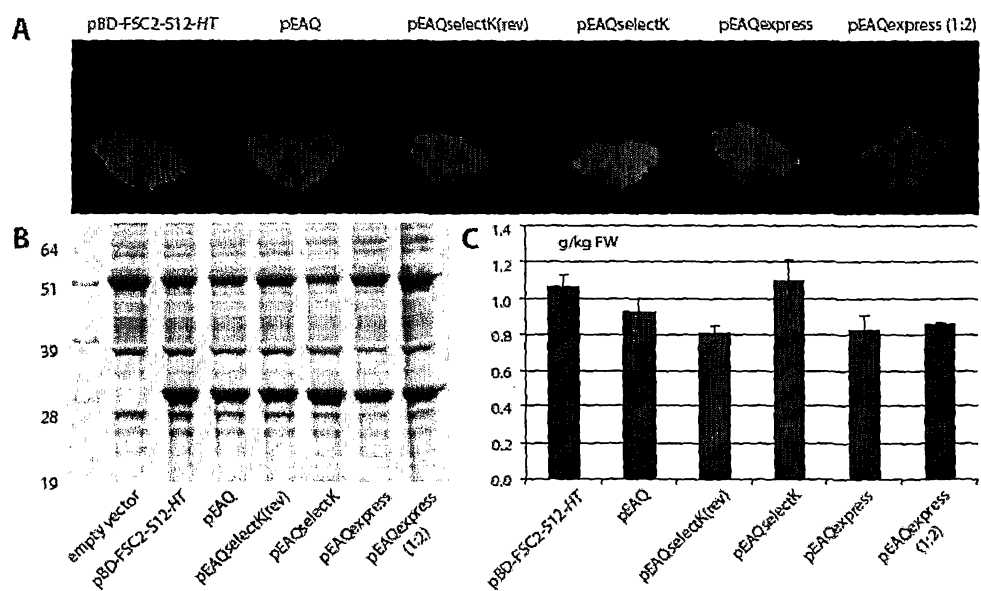 A
pBD-FSC2-512-HT pEAQ pEAQselectK(rev) pEAQselectK pEAQexpress pEAQexpress (1:2)
B
64
51
39
28
19
empty vector
pBD-FSC2-512-HT
pEAQ
pEAQselectK(rev)
pEAQselectK
pEAQexpress
pEAQexpress
(1:2)
C
g/kg FW
1,4
1,2
1,0
0,8
0,6
0,4
0,2
0,0
pBD-FSC2-512-HT
pEAQ
pEAQselectK(rev)
pEAQselectK
pEAQexpress
pEAQexpress
(1:2)